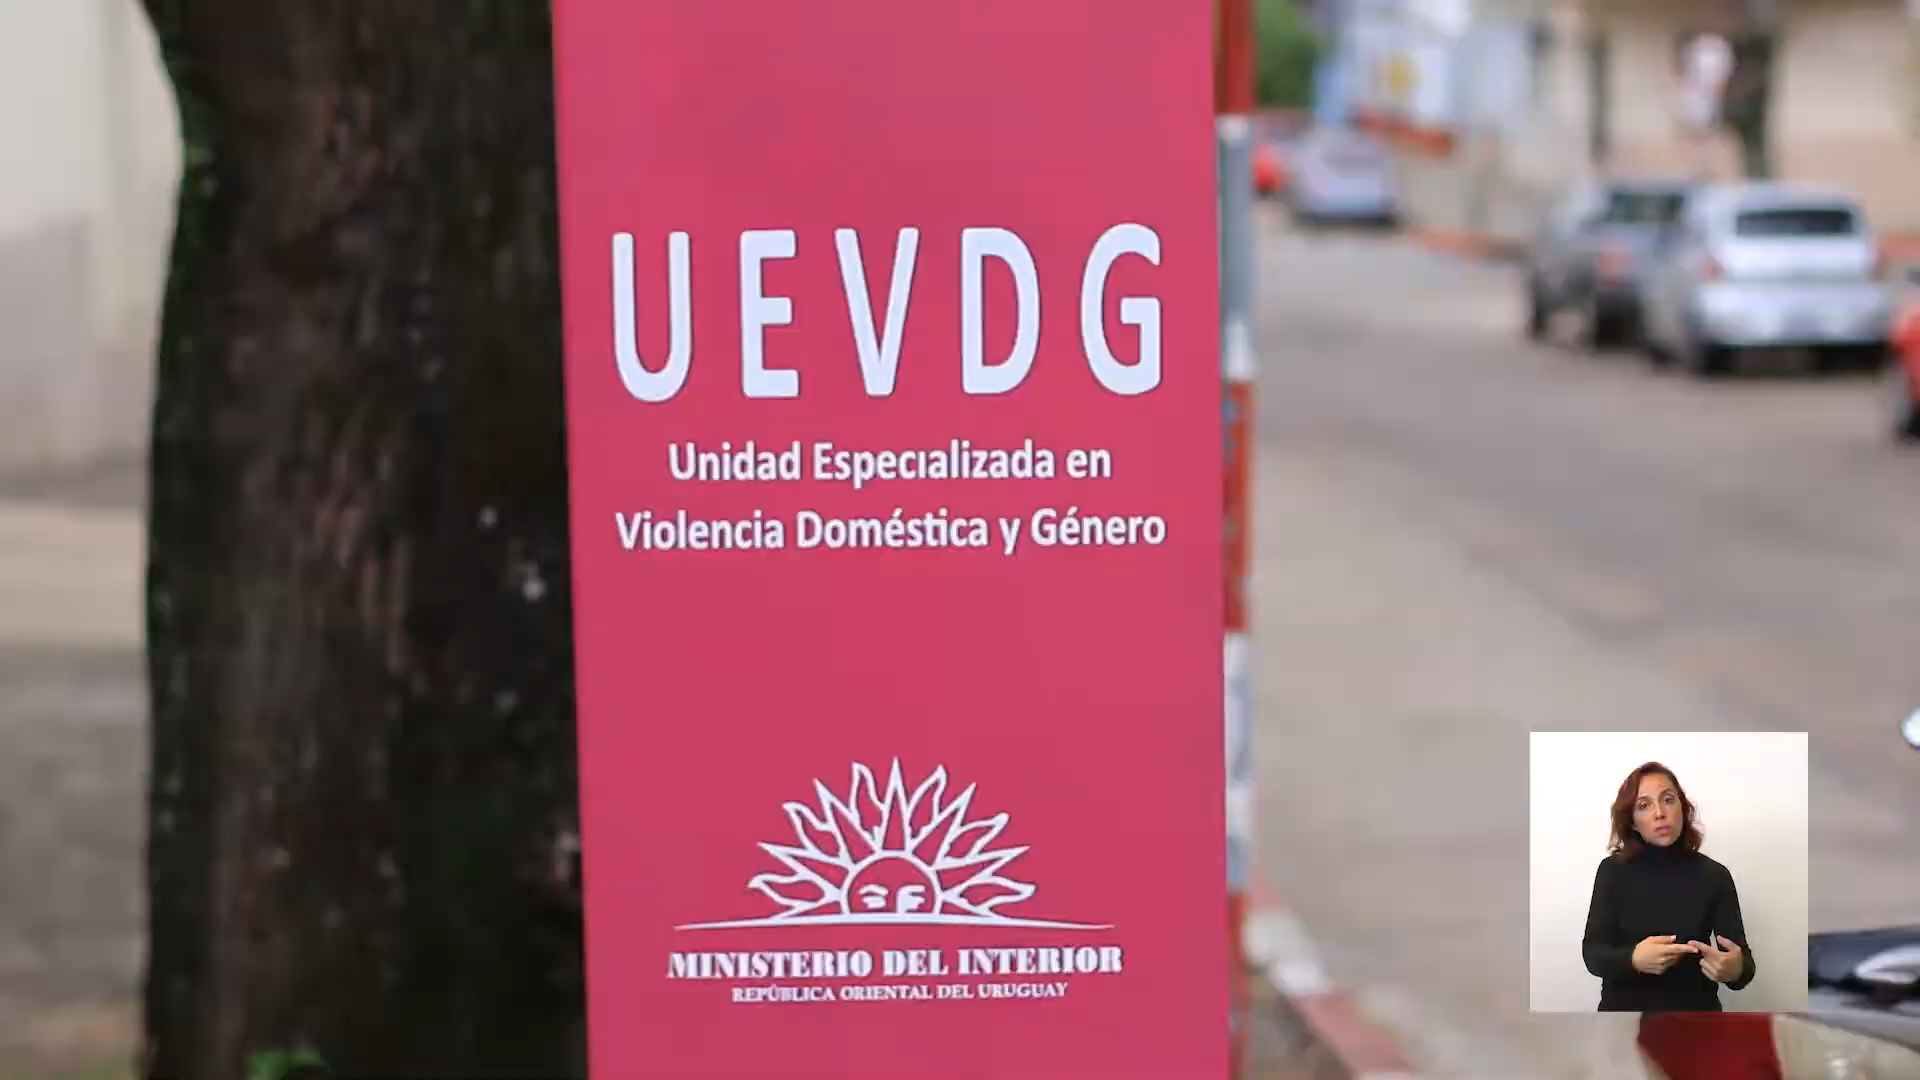 UEVDG
Unidad Especializada en
Violencia Doméstica y Género
MINISTERIO DEL INTERIOR
REPÚBLICA ORIENTAL DEL URUGUAY